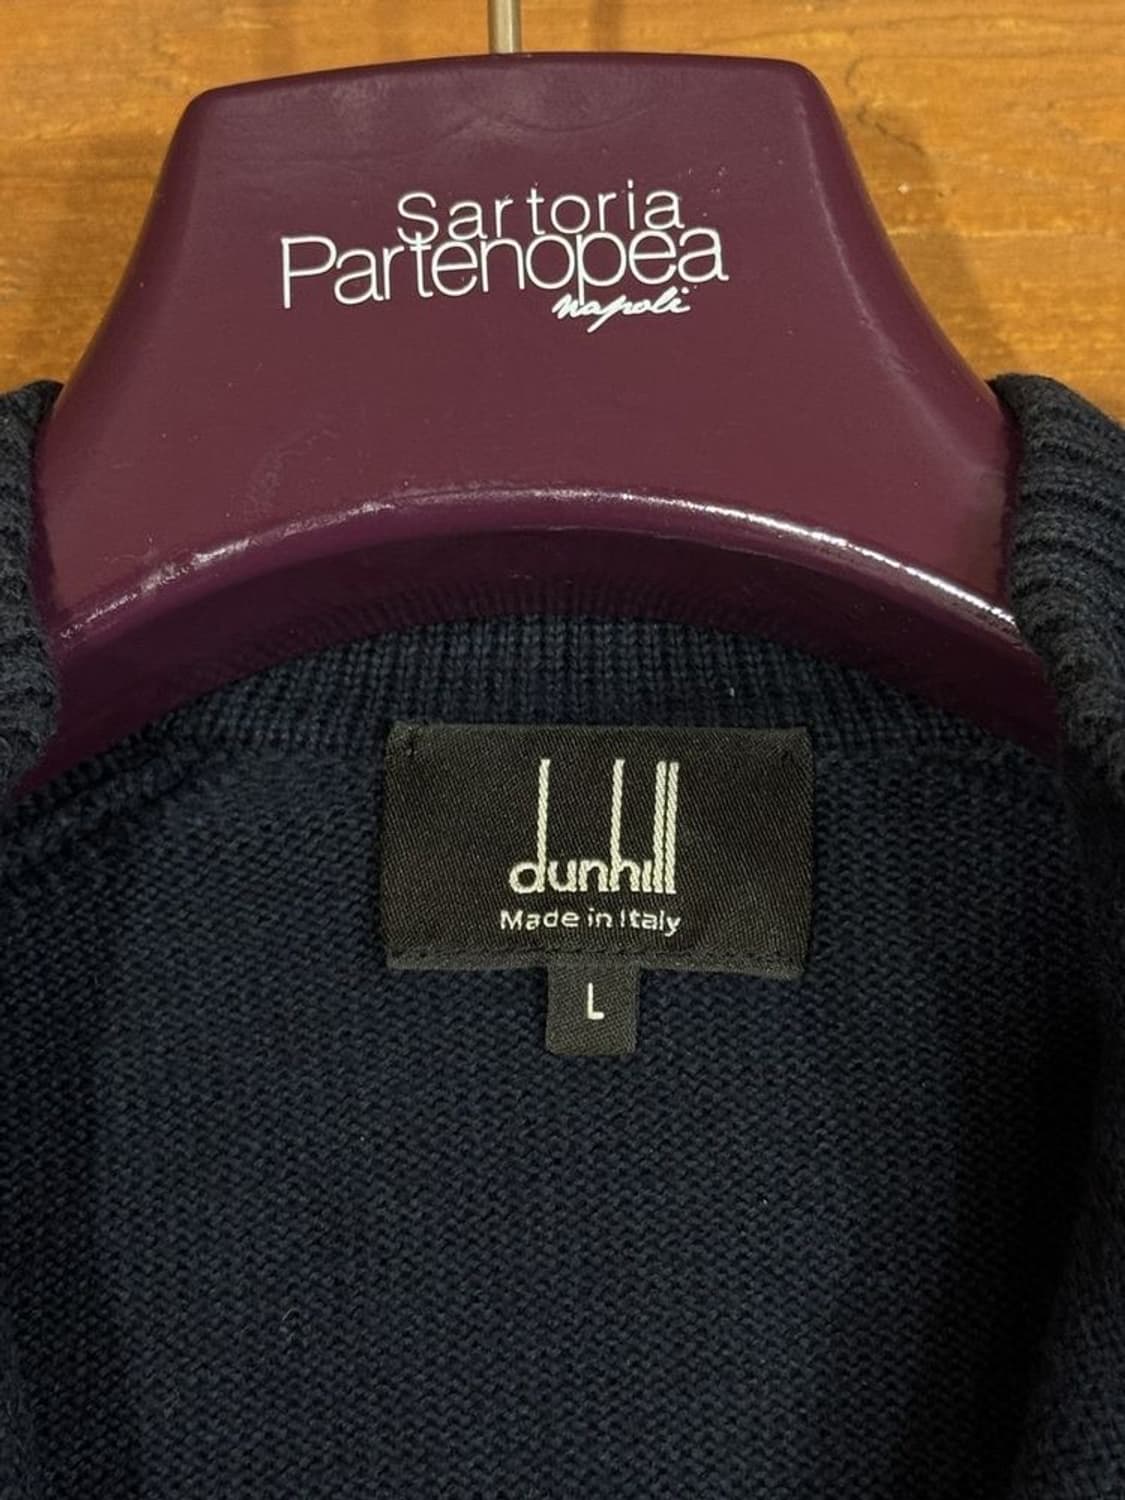 Sartoria
Partenopea
napoli
dunhill
Made in Italy
L